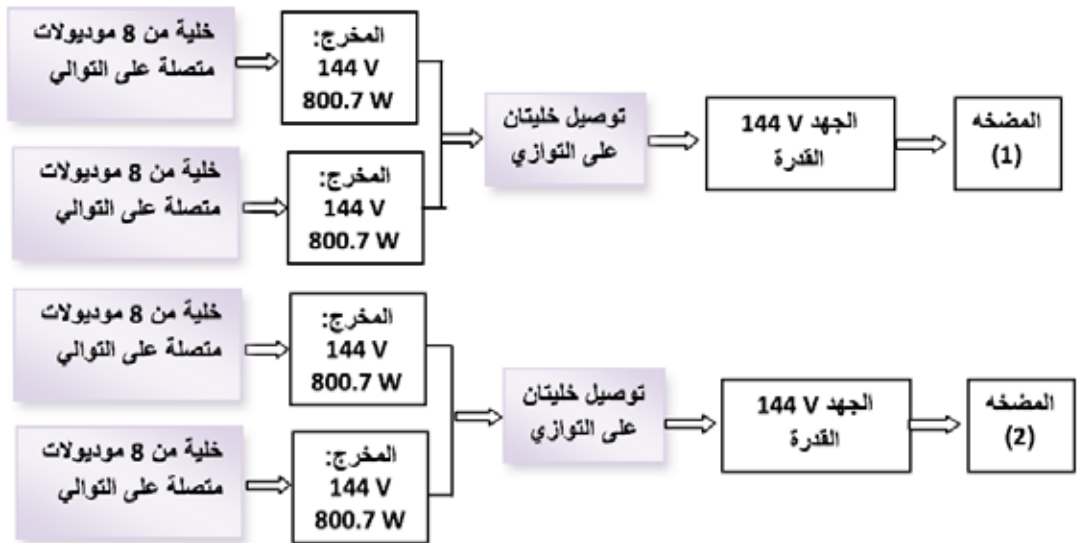 خلية من 8 موديولات
متصلة على التوالي
المخرج:
144 V
800.7 W
خلية من 8 موديولات
متصلة على التوالي
المخرج:
144 V
800.7 W
توصيل خليتان
على التوازي
الجهد 144 V
القدرة
المضخه
(1)
خلية من 8 موديولات
متصلة على التوالي
المخرج:
144 V
800.7 W
خلية من 8 موديولات
متصلة على التوالي
المخرج:
144 V
800.7 W
توصيل خليتان
على التوازي
الجهد 144 V
القدرة
المضخه
(2)